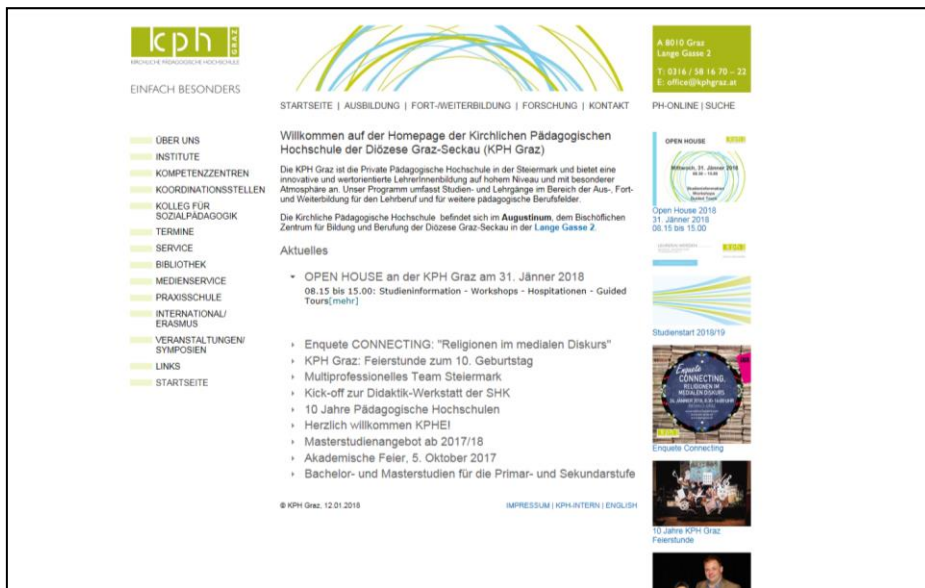 kph GRAZ
KIRCHLICHE PÄDAGOGISCHE HOCHSCHULE
EINFACH BESONDERS
A 8010 Graz
Lange Gasse 2
T: 0316 / 58 16 70 – 22
E: office@kphgraz.at
STARTSEITE | AUSBILDUNG | FORT-/WEITERBILDUNG | FORSCHUNG | KONTAKT
PH-ONLINE | SUCHE
ÜBER UNS
INSTITUTE
KOMPETENZZENTREN
KOORDINATIONSSTELLEN
KOLLEG FÜR
SOZIALPÄDAGOGIK
TERMINE
SERVICE
BIBLIOTHEK
MEDIENSERVICE
PRAXISSCHULE
INTERNATIONAL/
ERASMUS
VERANSTALTUNGEN/
SYMPOSIEN
LINKS
STARTSEITE
Willkommen auf der Homepage der Kirchlichen Pädagogischen
Hochschule der Diözese Graz-Seckau (KPH Graz)
Die KPH Graz ist die Private Pädagogische Hochschule in der Steiermark und bietet eine
innovative und wertorientierte LehrerInnenbildung auf hohem Niveau und mit besonderer
Atmosphäre an. Unser Programm umfasst Studien- und Lehrgänge im Bereich der Aus-, Fort-
und Weiterbildung für den Lehrberuf und für weitere pädagogische Berufsfelder.
Die Kirchliche Pädagogische Hochschule befindet sich im Augustinum, dem Bischöflichen
Zentrum für Bildung und Berufung der Diözese Graz-Seckau in der Lange Gasse 2.
Aktuelles
OPEN HOUSE an der KPH Graz am 31. Jänner 2018
08.15 bis 15.00: Studieninformation - Workshops - Hospitationen - Guided
Tours[mehr]
Enquete CONNECTING: "Religionen im medialen Diskurs"
KPH Graz: Feierstunde zum 10. Geburtstag
Multiprofessionelles Team Steiermark
Kick-off zur Didaktik-Werkstatt der SHK
10 Jahre Pädagogische Hochschulen
Herzlich willkommen KPHE!
Masterstudienangebot ab 2017/18
Akademische Feier, 5. Oktober 2017
Bachelor- und Masterstudien für die Primar- und Sekundarstufe
© KPH Graz, 12.01.2018
IMPRESSUM | KPH-INTERN | ENGLISH
OPEN HOUSE
Mittwoch, 31. Jänner 2018
Studieninformation
Workshops
Guided Tours
Open House 2018
31. Jänner 2018
08.15 bis 15.00
Studienstart 2018/19
Enquete
CONNECTING.
RELIGIONEN IM
MEDIALEN DISKURS
Enquete Connecting
10 Jahre KPH Graz
Feierstunde